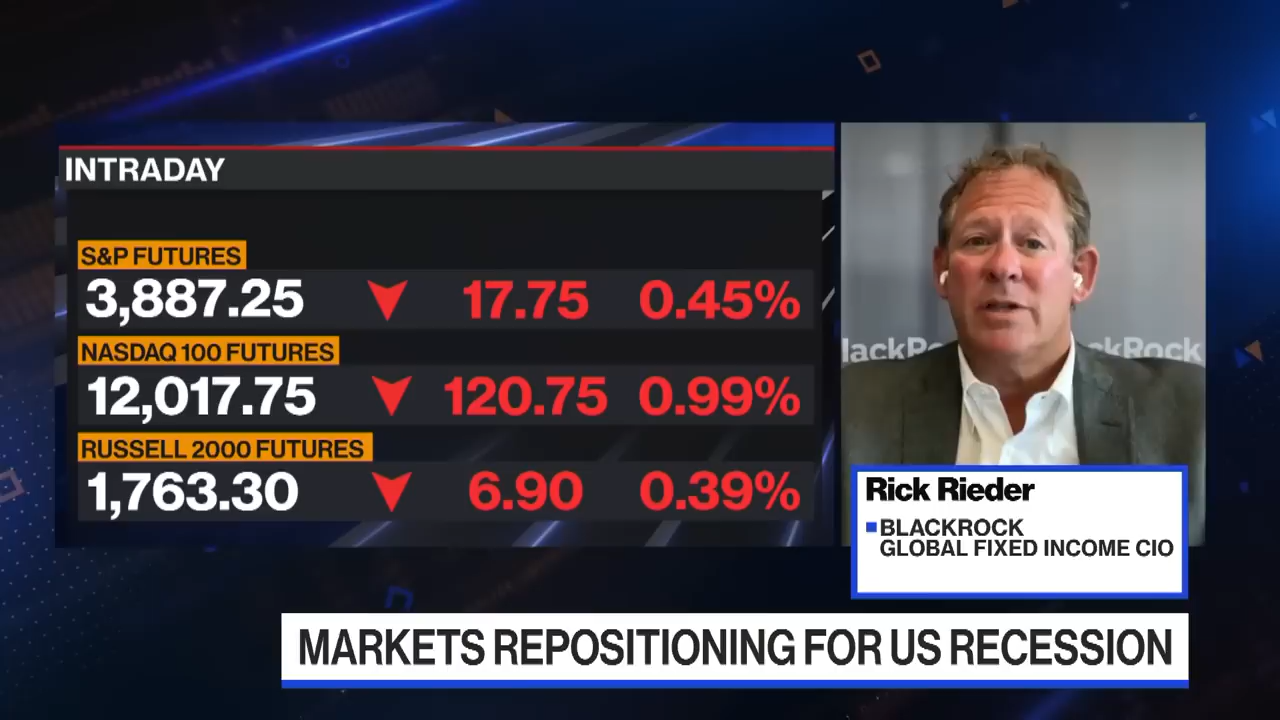 INTRADAY
S&P FUTURES
3,887.25 17.75 0.45%
NASDAQ 100 FUTURES
12,017.75 120.75 0.99%
RUSSELL 2000 FUTURES
1,763.30 6.90 0.39%
lackRo ckRock
Rick Rieder
BLACKROCK
GLOBAL FIXED INCOME CIO
MARKETS REPOSITIONING FOR US RECESSION